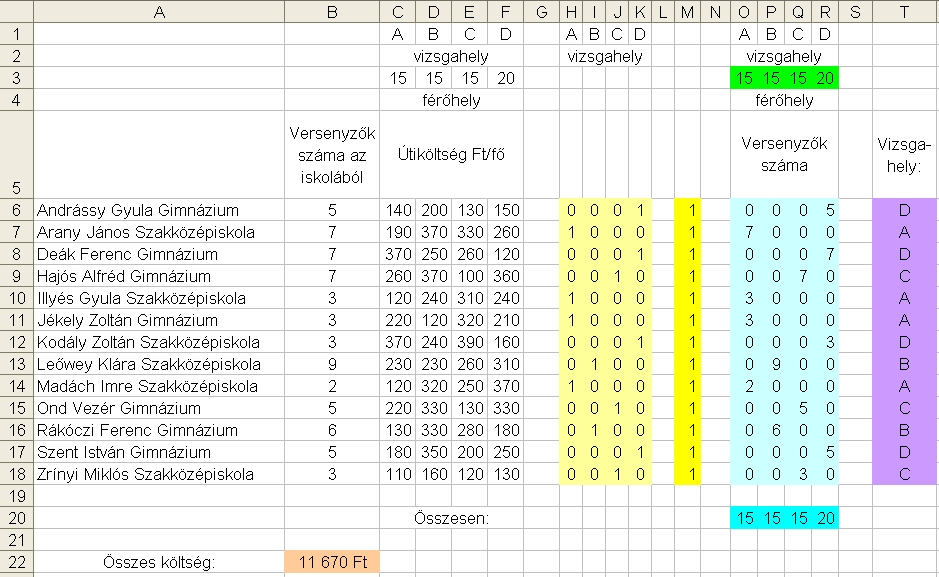 A B C D E F G H I J K L M N O P Q R S T
1 A B C D A B C D A B C D
2 vizsgahely vizsgahely vizsgahely
3 15 15 15 20 15 15 15 20
4 férőhely férőhely
Versenyzők
száma az
iskolából
Útiköltség Ft/fő
Versenyzők
száma
Vizsga-
hely:
5
6 Andrássy Gyula Gimnázium 5 140 200 130 150 0 0 0 1 1 0 0 0 5 D
7 Arany János Szakközépiskola 7 190 370 330 260 1 0 0 0 1 7 0 0 0 A
8 Deák Ferenc Gimnázium 7 370 250 260 120 0 0 0 1 1 0 0 0 7 D
9 Hajós Alfréd Gimnázium 7 260 370 100 360 0 0 1 0 1 0 0 7 0 C
10 Illyés Gyula Szakközépiskola 3 120 240 310 240 1 0 0 0 1 3 0 0 0 A
11 Jékely Zoltán Gimnázium 3 220 120 320 210 1 0 0 0 1 3 0 0 0 A
12 Kodály Zoltán Szakközépiskola 3 370 240 390 160 0 0 0 1 1 0 0 0 3 D
13 Leőwey Klára Szakközépiskola 9 230 230 260 310 0 1 0 0 1 0 9 0 0 B
14 Madách Imre Szakközépiskola 2 120 320 250 370 1 0 0 0 1 2 0 0 0 A
15 Ond Vezér Gimnázium 5 220 330 130 330 0 0 1 0 1 0 0 5 0 C
16 Rákóczi Ferenc Gimnázium 6 130 330 280 180 0 1 0 0 1 0 6 0 0 B
17 Szent István Gimnázium 5 180 350 200 250 0 0 0 1 1 0 0 0 5 D
18 Zrínyi Miklós Szakközépiskola 3 110 160 120 130 0 0 1 0 1 0 0 3 0 C
19
20 Összesen: 15 15 15 20
21
22 Összes költség: 11 670 Ft